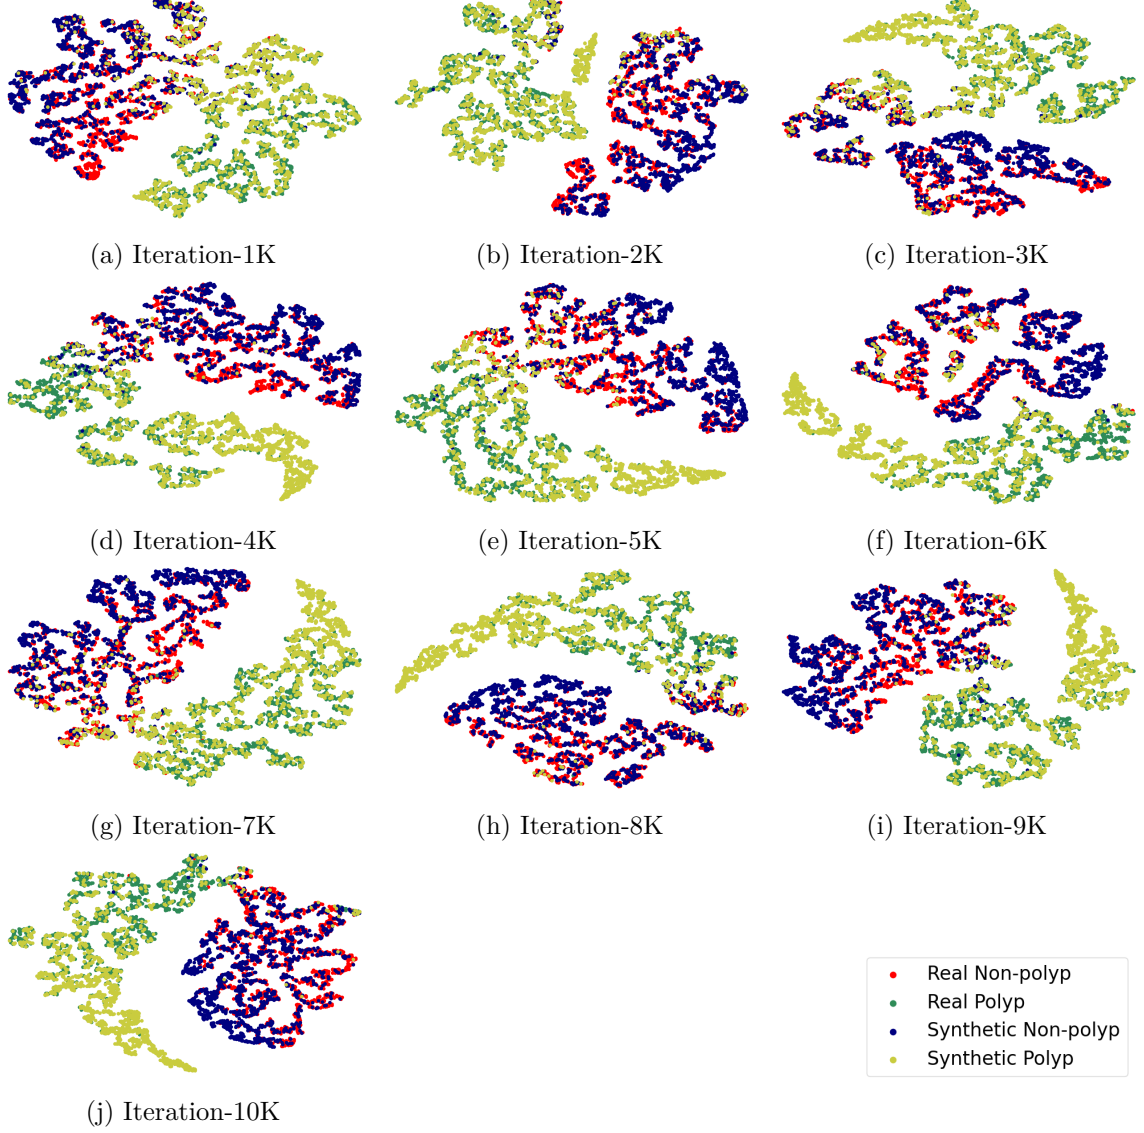 (a) Iteration-1K
(b) Iteration-2K
(c) Iteration-3K
(d) Iteration-4K
(e) Iteration-5K
(f) Iteration-6K
(g) Iteration-7K
(h) Iteration-8K
(i) Iteration-9K
Real Non-polyp
Real Polyp
Synthetic Non-polyp
Synthetic Polyp
(j) Iteration-10K